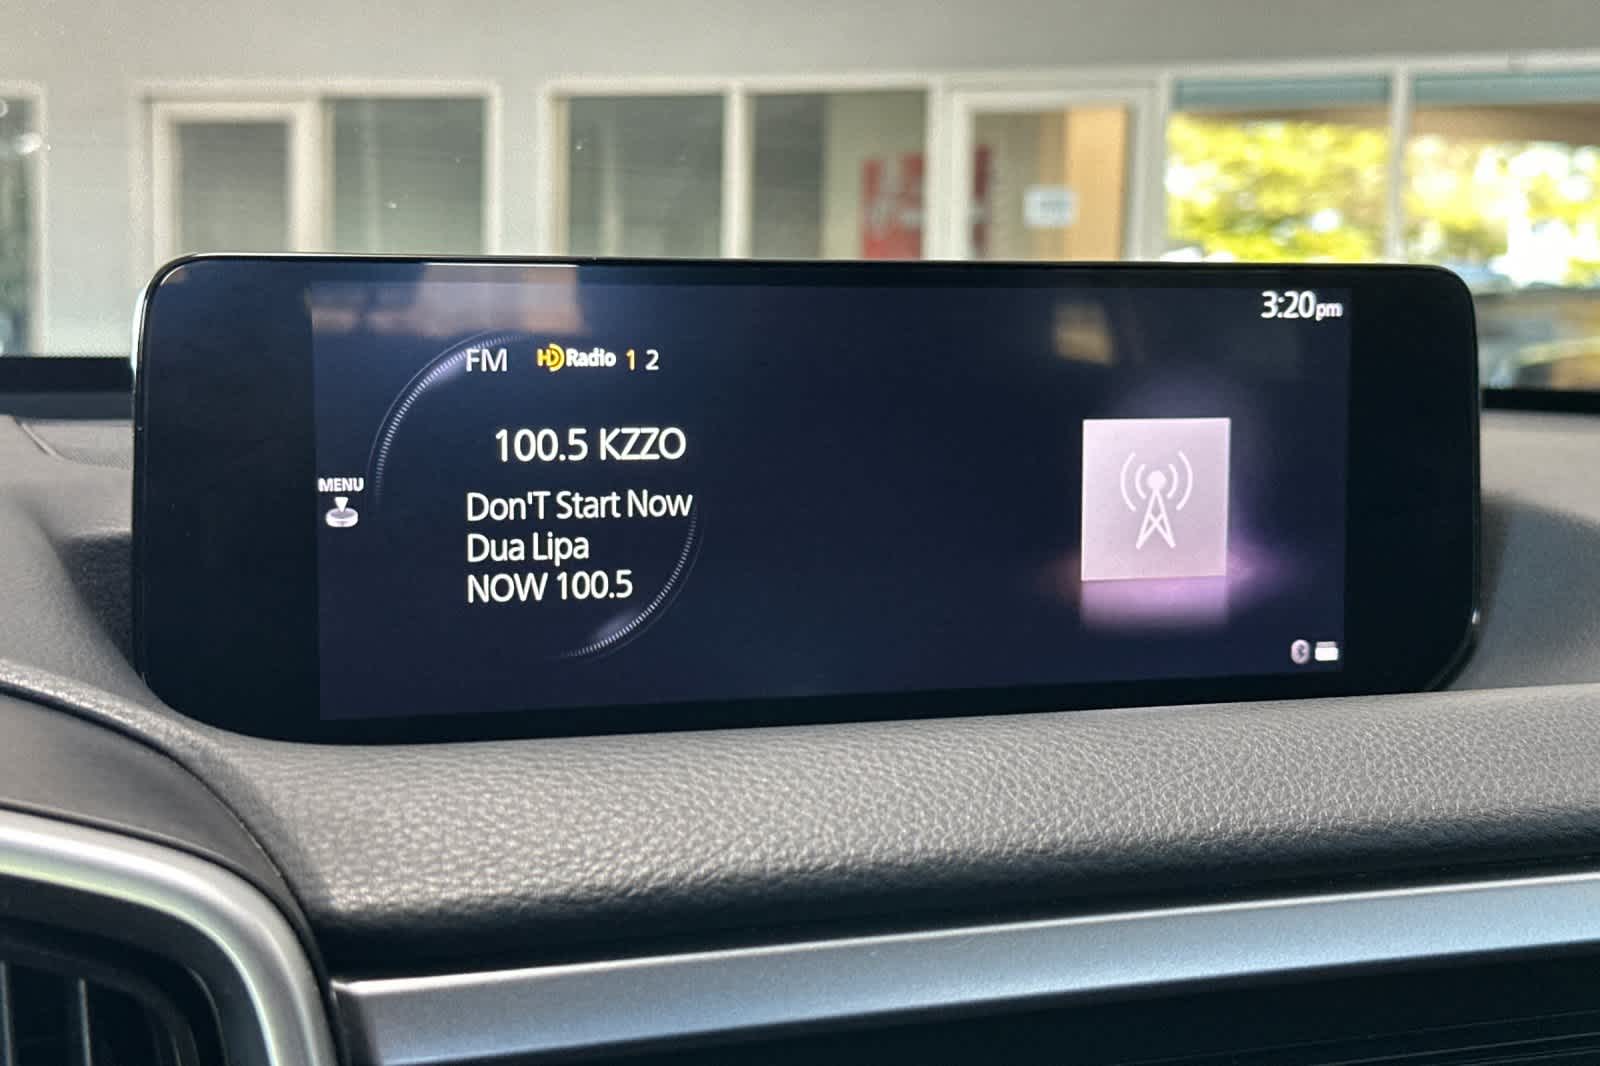 3:20pm
FM HD Radio 1 2
100.5 KZZO
MENU
Don'T Start Now
Dua Lipa
NOW 100.5